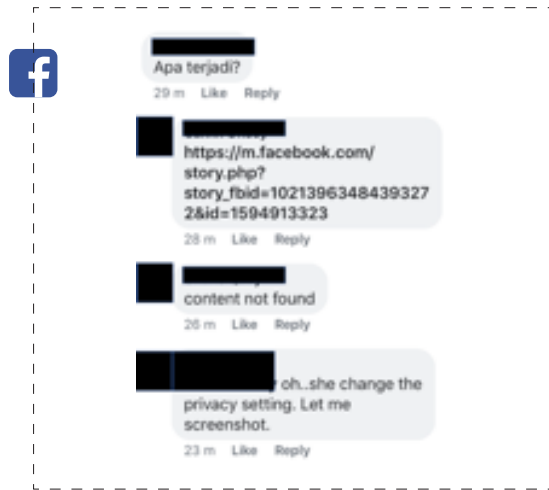 Apa terjadi?
29 m Like Reply
https://m.facebook.com/
story.php?
story_fbid=1021396348439327
2&id=1594913323
28 m Like Reply
content not found
26 m Like Reply
oh..she change the
privacy setting. Let me
screenshot.
23 m Like Reply